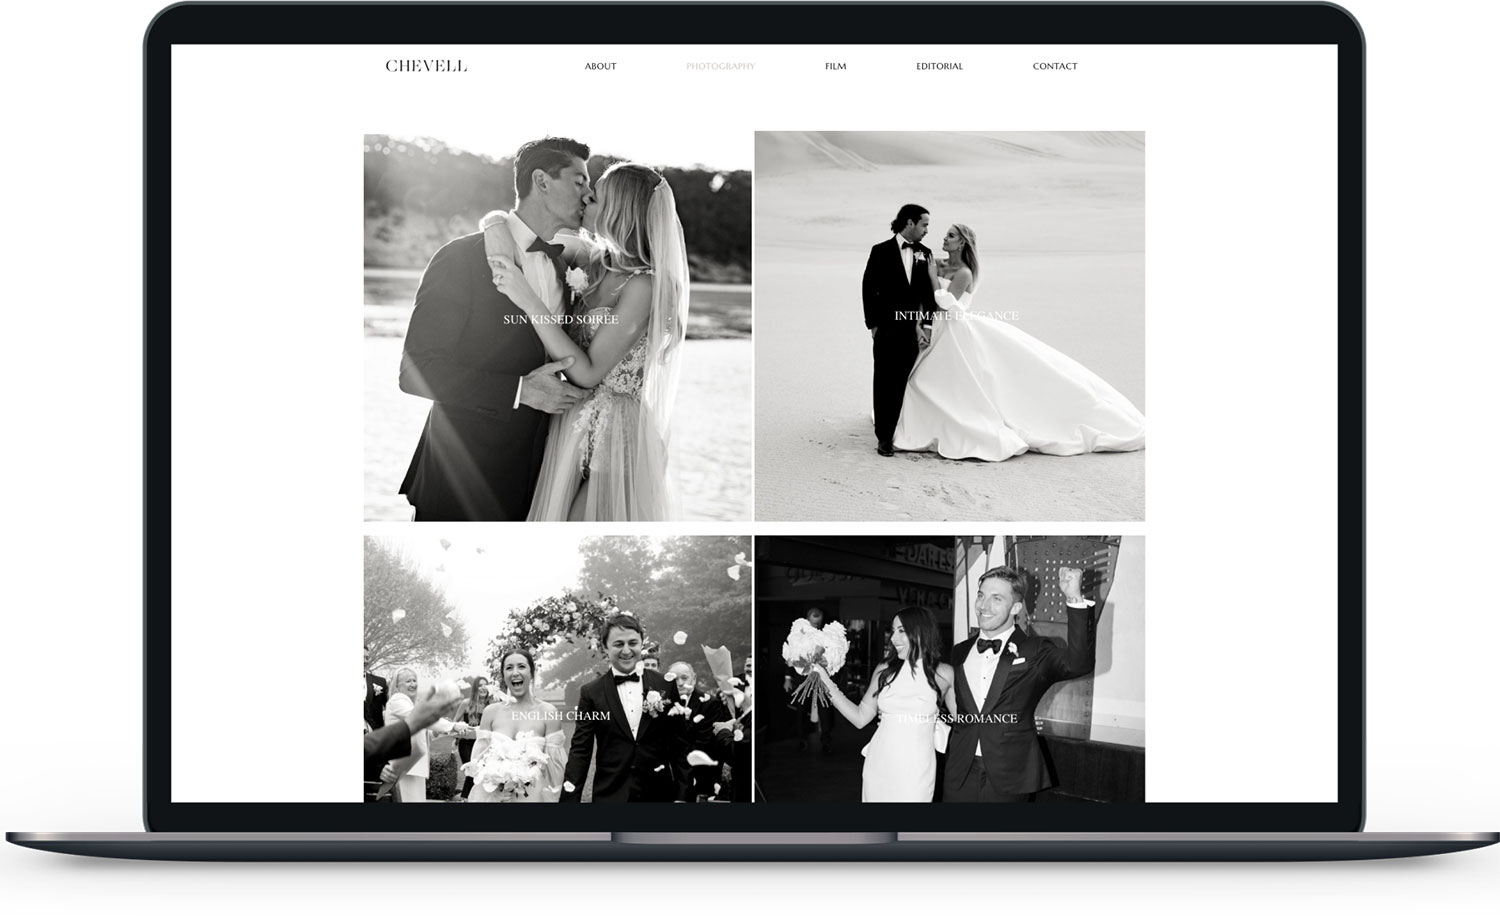 CHEVELL
ABOUT
PHOTOGRAPHY
FILM
EDITORIAL
CONTACT
SUN KISSED SOIREE
INTIMATE ELEGANCE
ENGLISH CHARM
TIMELESS ROMANCE